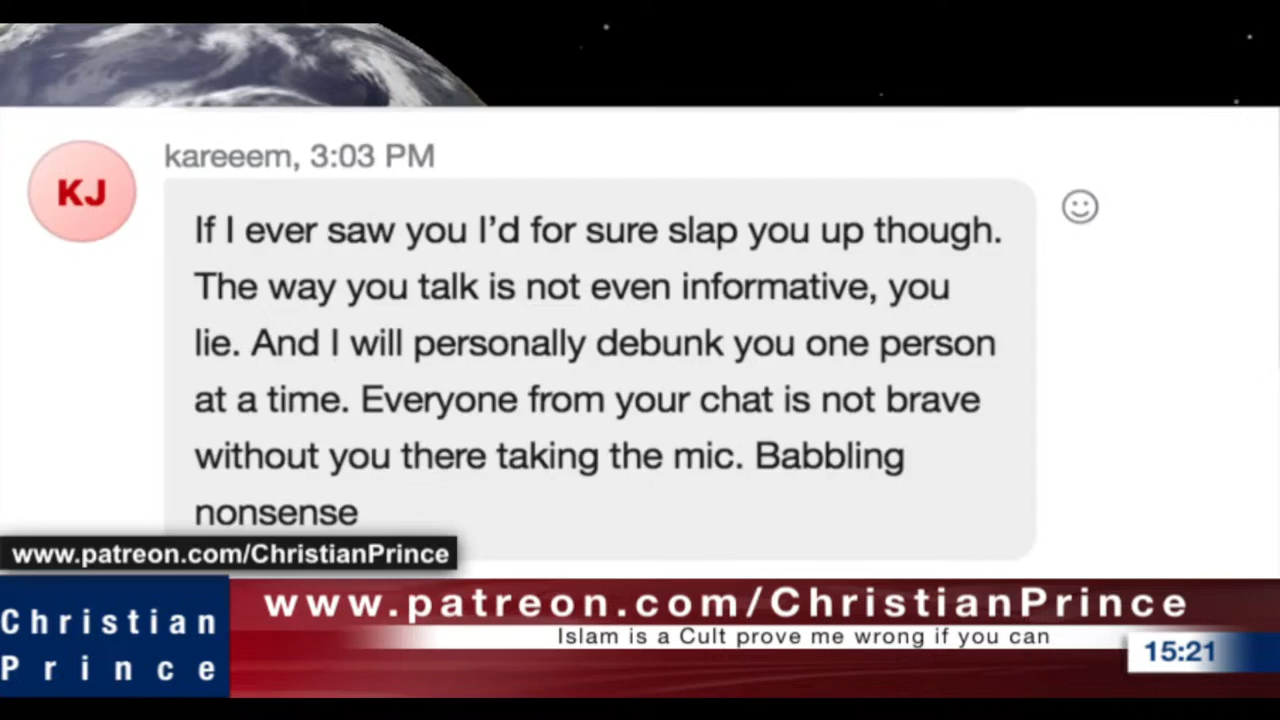 kareeem, 3:03 PM
KJ
If I ever saw you I’d for sure slap you up though.
The way you talk is not even informative, you
lie. And I will personally debunk you one person
at a time. Everyone from your chat is not brave
without you there taking the mic. Babbling
nonsense
www.patreon.com/ChristianPrince
www.patreon.com/ChristianPrince
Christian
Prince
Islam is a Cult prove me wrong if you can
15:21